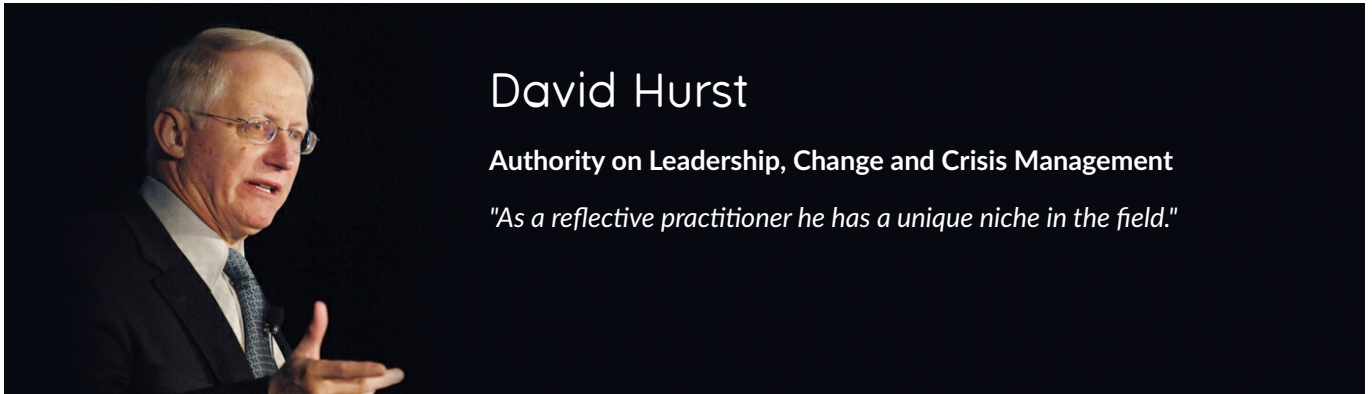 David Hurst
Authority on Leadership, Change and Crisis Management
"As a reflective practitioner he has a unique niche in the field."